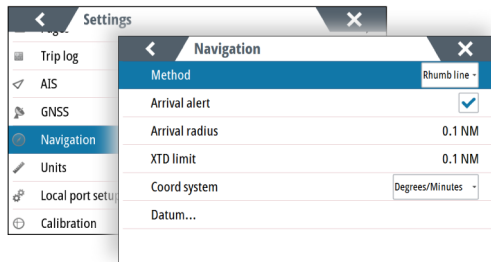 Settings
Trip log
AIS
GNSS
Navigation
Units
Local port setup
Calibration
Navigation
Method Rhumb line
Arrival alert
Arrival radius 0.1 NM
XTD limit 0.1 NM
Coord system Degrees/Minutes
Datum...